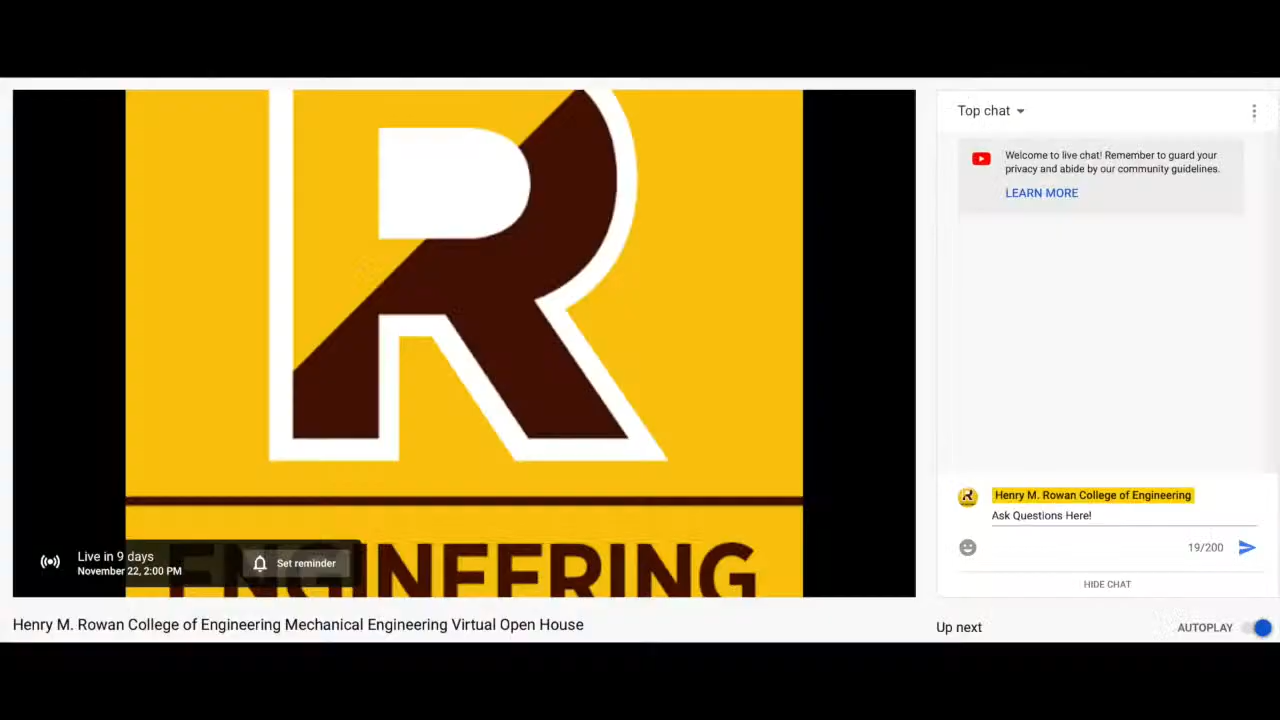 R
ENGINEERING
Live in 9 days
November 22, 2:00 PM
Set reminder
Henry M. Rowan College of Engineering Mechanical Engineering Virtual Open House
Top chat
Welcome to live chat! Remember to guard your
privacy and abide by our community guidelines.
LEARN MORE
Henry M. Rowan College of Engineering
Ask Questions Here!
19/200
HIDE CHAT
Up next
AUTOPLAY